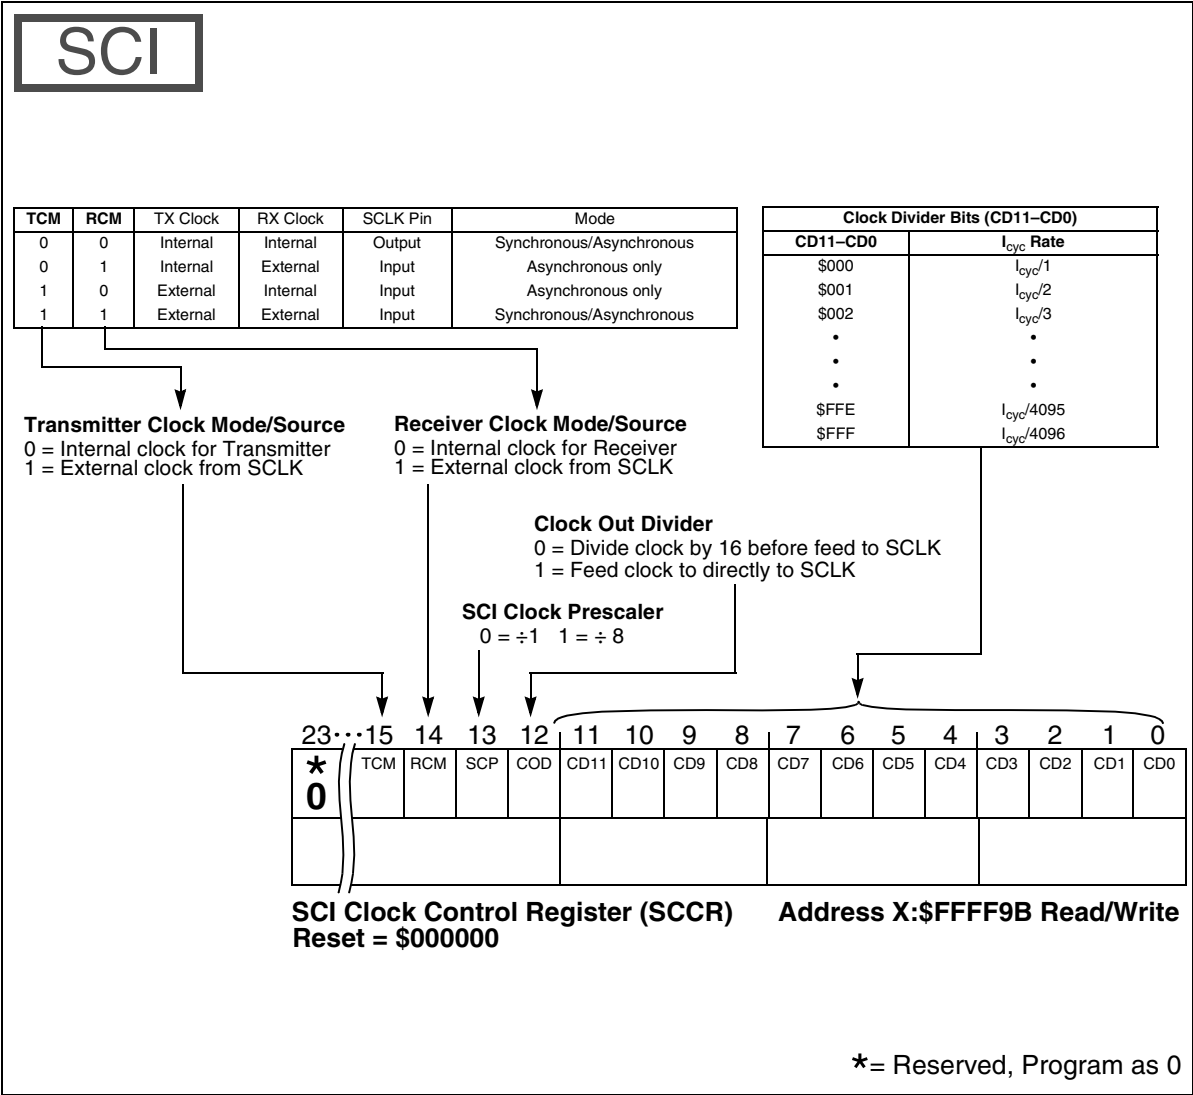 SCI
TCM RCM TX Clock RX Clock SCLK Pin Mode
0 0 Internal Internal Output Synchronous/Asynchronous
0 1 Internal External Input Asynchronous only
1 0 External Internal Input Asynchronous only
1 1 External External Input Synchronous/Asynchronous
Clock Divider Bits (CD11–CD0)
CD11–CD0 Icyc Rate
$000 Icyc/1
$001 Icyc/2
$002 Icyc/3
• •
• •
• •
$FFE Icyc/4095
$FFF Icyc/4096
Transmitter Clock Mode/Source
0 = Internal clock for Transmitter
1 = External clock from SCLK
Receiver Clock Mode/Source
0 = Internal clock for Receiver
1 = External clock from SCLK
Clock Out Divider
0 = Divide clock by 16 before feed to SCLK
1 = Feed clock to directly to SCLK
SCI Clock Prescaler
0 = ÷1 1 = ÷ 8
23···15 14 13 12 11 10 9 8 7 6 5 4 3 2 1 0
* TCM RCM SCP COD CD11 CD10 CD9 CD8 CD7 CD6 CD5 CD4 CD3 CD2 CD1 CD0
0
SCI Clock Control Register (SCCR) Address X:$FFFF9B Read/Write
Reset = $000000
*= Reserved, Program as 0